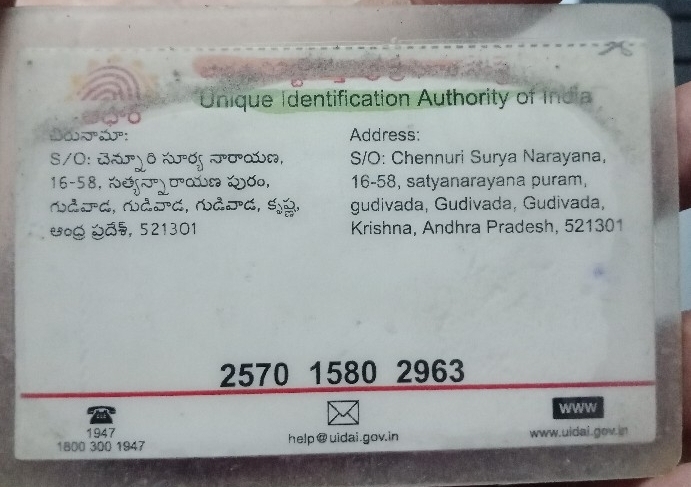 Unique Identification Authority of India
ఆధార్
చిరునామా:
S/O: చెన్నూరి సూర్య నారాయణ,
16-58, సత్యన్నారాయణ పురం,
గుడివాడ, గుడివాడ, గుడివాడ, కృష్ణ,
ఆంధ్ర ప్రదేశ్, 521301
Address:
S/O: Chennuri Surya Narayana,
16-58, satyanarayana puram,
gudivada, Gudivada, Gudivada,
Krishna, Andhra Pradesh, 521301
2570 1580 2963
1947
1800 300 1947
help@uidai.gov.in
www
www.uidai.gov.in